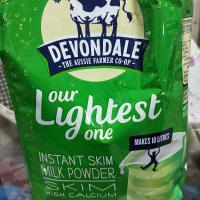 DEVONDALE
- THE AUSSIE FARMER CO-OP -
our
Lightest
one
MAKES 10 LITRES
INSTANT SKIM
MILK POWDER
SKIM
HIGH CALCIUM